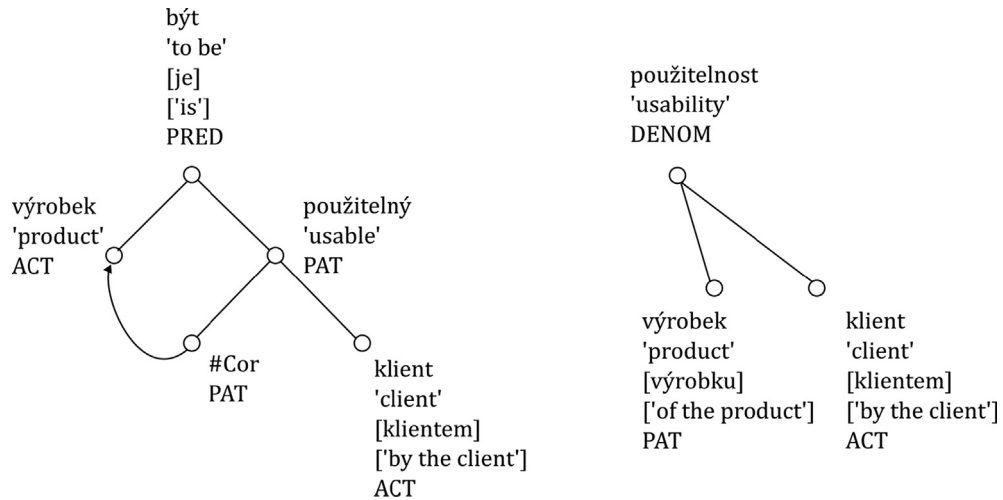 být
'to be'
[je]
['is']
PRED
výrobek
'product'
ACT
použitelný
'usable'
PAT
#Cor
PAT
klient
'client'
[klientem]
['by the client']
ACT
použitelnost
'usability'
DENOM
výrobek
'product'
[výrobku]
['of the product']
PAT
klient
'client'
[klientem]
['by the client']
ACT